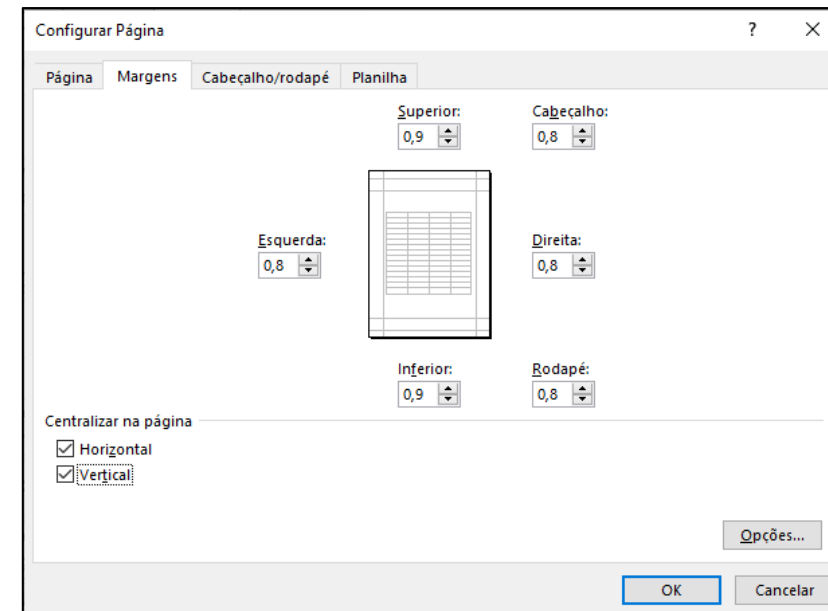 Configurar Página
Página Margens Cabeçalho/rodapé Planilha
Superior: Cabeçalho:
0,9 0,8
Esquerda: Direita:
0,8 0,8
Inferior: Rodapé:
0,9 0,8
Centralizar na página
Horizontal
Vertical
Opções...
OK Cancelar